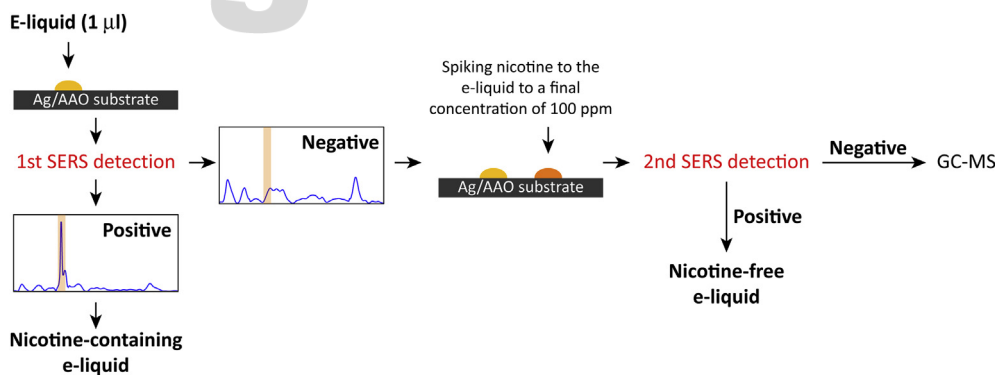 E-liquid (1 μl)
Ag/AAO substrate
1st SERS detection
Positive
Nicotine-containing
e-liquid
Negative
Spiking nicotine to the
e-liquid to a final
concentration of 100 ppm
Ag/AAO substrate
2nd SERS detection
Negative
GC-MS
Positive
Nicotine-free
e-liquid